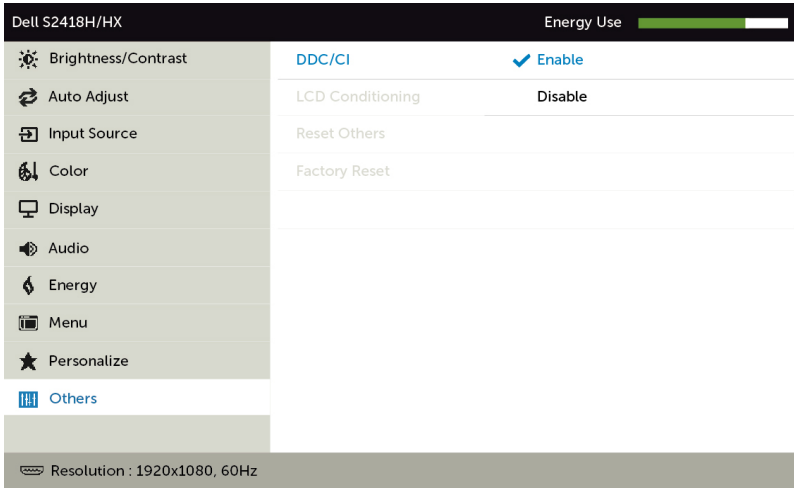 Dell S2418H/HX Energy Use
Brightness/Contrast DDC/CI Enable
Auto Adjust LCD Conditioning Disable
Input Source Reset Others
Color Factory Reset
Display
Audio
Energy
Menu
Personalize
Others
Resolution : 1920x1080, 60Hz